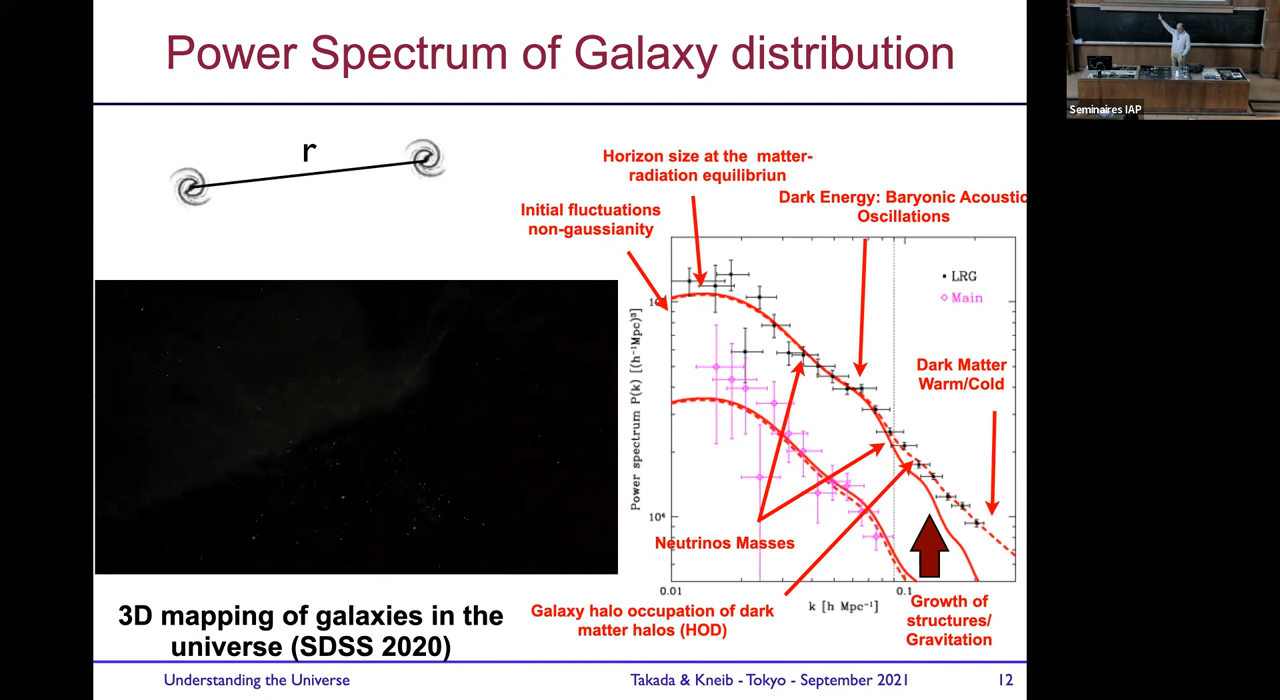 Power Spectrum of Galaxy distribution
Seminaires IAP
r
Horizon size at the matter-
radiation equilibriun
Dark Energy: Baryonic Acoustic
Oscillations
Initial fluctuations
non-gaussianity
LRG
Main
Dark Matter
Warm/Cold
Power spectrum P(k) [(h⁻¹Mpc)³]
10⁴
Neutrinos Masses
0.01
0.1
k [h Mpc⁻¹]
Galaxy halo occupation of dark
matter halos (HOD)
Growth of
structures/
Gravitation
3D mapping of galaxies in the
universe (SDSS 2020)
Understanding the Universe
Takada & Kneib - Tokyo - September 2021
12